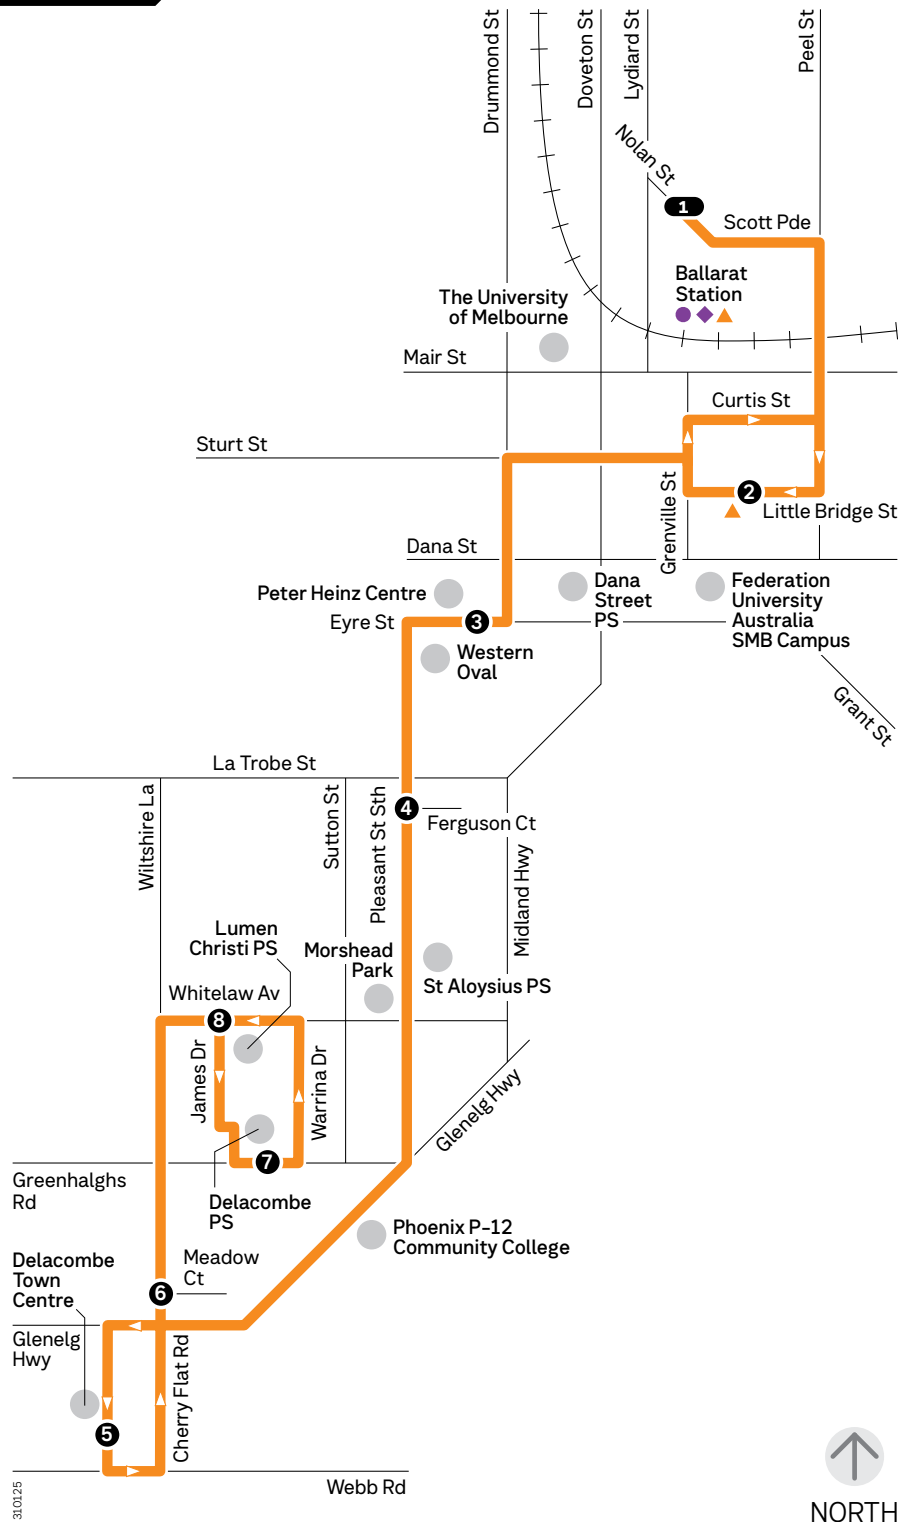 Drummond St
Doveton St
Lydiard St
Peel St
Nolan St
1
Scott Pde
Ballarat
Station
The University
of Melbourne
Mair St
Curtis St
Sturt St
Grenville St
2
Little Bridge St
Dana St
Peter Heinz Centre
Dana
Street
PS
Federation
University
Australia
SMB Campus
Eyre St
3
Western
Oval
Grant St
La Trobe St
Wiltshire La
Sutton St
Pleasant St Sth
4
Ferguson Ct
Midland Hwy
Lumen
Christi PS
Morshead
Park
St Aloysius PS
Whitelaw Av
8
James Dr
Warrina Dr
Glenelg Hwy
7
Greenhalghs
Rd
Delacombe
PS
Phoenix P-12
Community College
Delacombe
Town
Centre
Meadow
Ct
6
Glenelg
Hwy
Cherry Flat Rd
5
Webb Rd
310125
NORTH